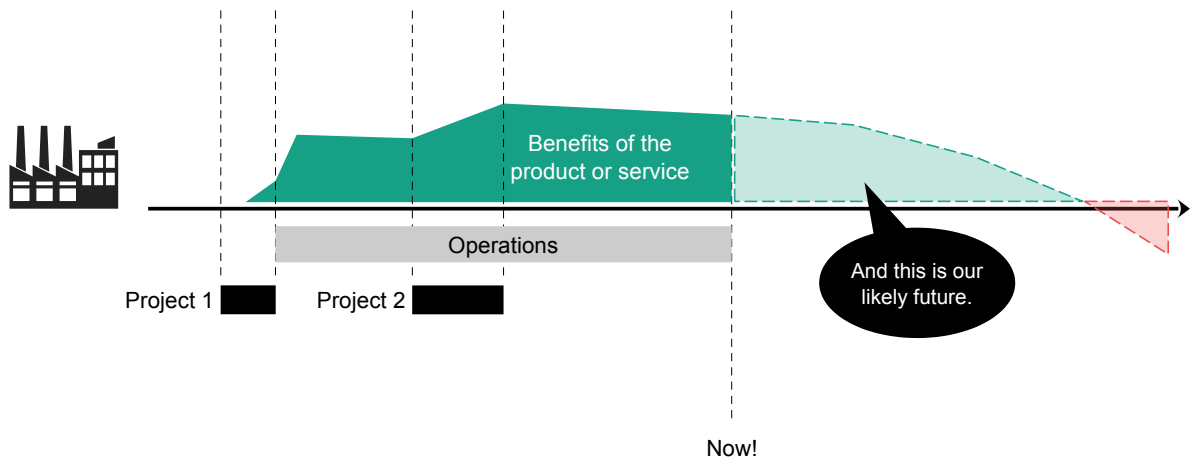 Benefits of the
product or service
Operations
And this is our
likely future.
Project 1
Project 2
Now!